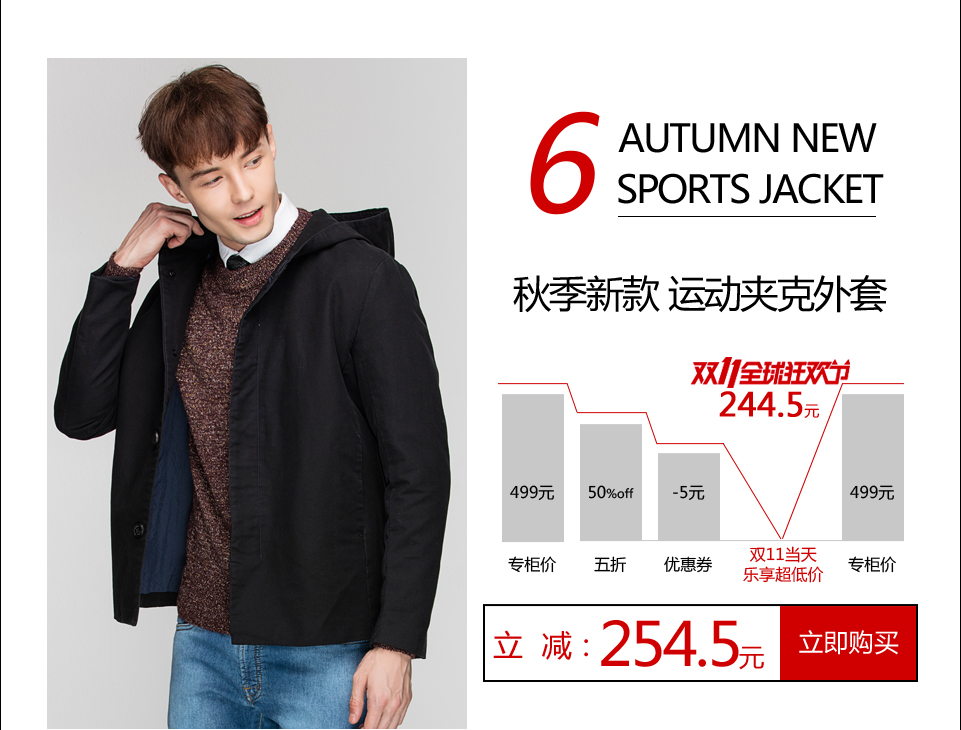 6
AUTUMN NEW
SPORTS JACKET
秋季新款 运动夹克外套
双11全球狂欢节
244.5元
499元
50%off
-5元
499元
专柜价
五折
优惠券
双11当天
乐享超低价
专柜价
立 减：254.5元
立即购买